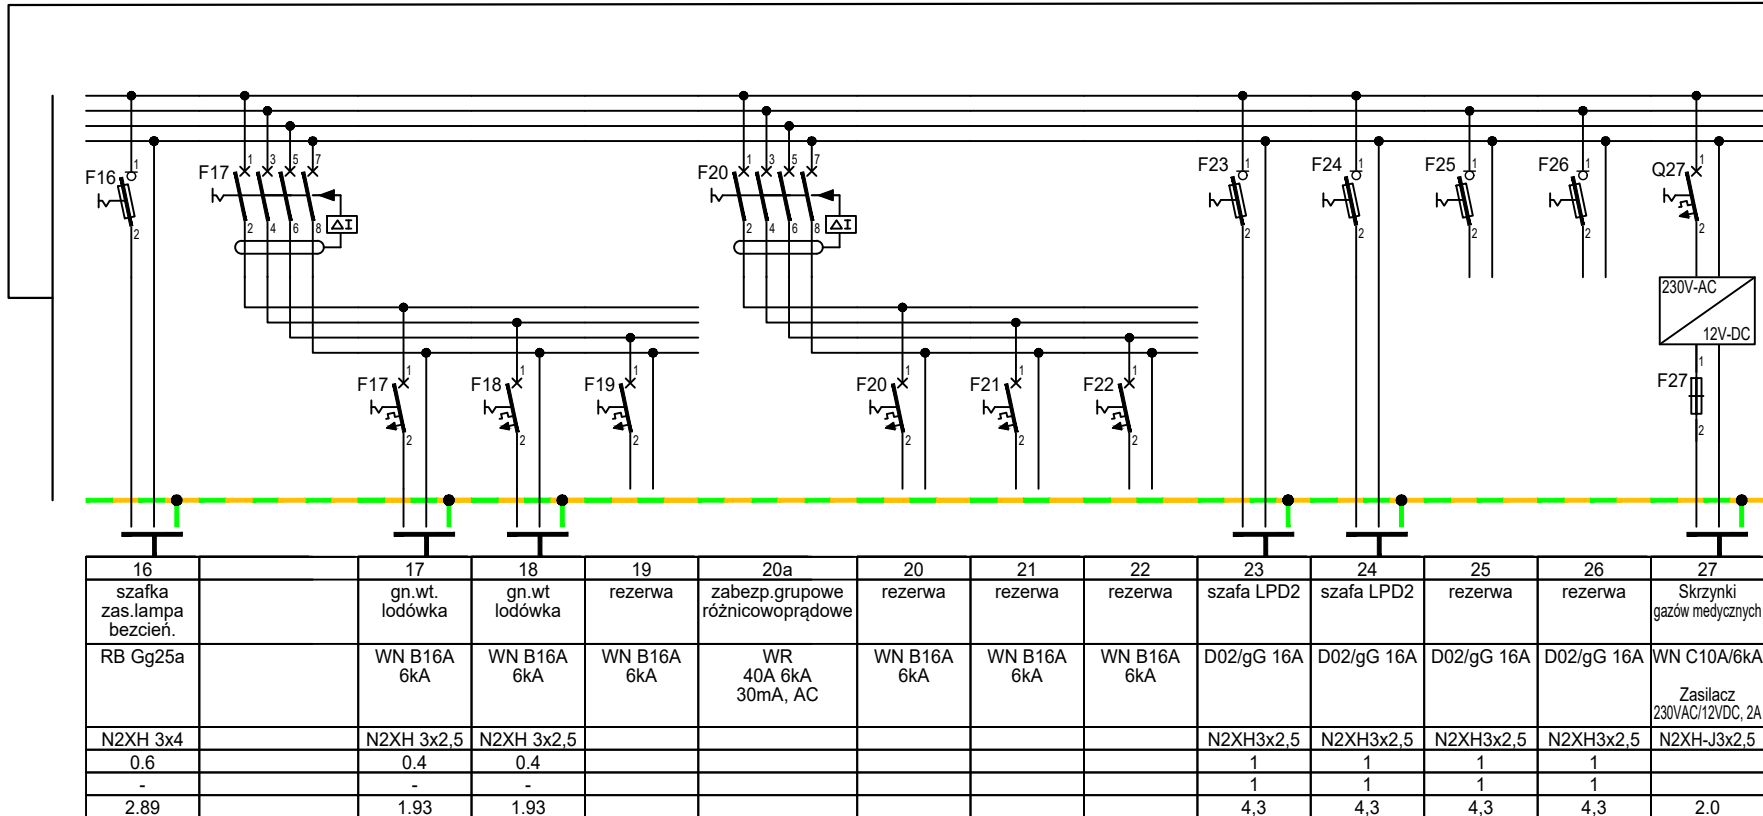 F16
1
2
F17
1
3
5
7
2
4
6
8
ΔI
F20
1
3
5
7
2
4
6
8
ΔI
F23
1
2
F24
1
2
F25
1
2
F26
1
2
Q27
1
2
230V-AC
12V-DC
F27
1
2
F17
1
2
F18
1
2
F19
1
2
F20
1
2
F21
1
2
F22
1
2
16 17 18 19 20a 20 21 22 23 24 25 26 27
szafka
zas.lampa
bezcień.
gn.wt.
lodówka
gn.wt
lodówka
rezerwa
zabezp.grupowe
różnicowoprądowe
rezerwa
rezerwa
rezerwa
szafa LPD2
szafa LPD2
rezerwa
rezerwa
Skrzynki
gazów medycznych
RB Gg25a
WN B16A
6kA
WN B16A
6kA
WN B16A
6kA
WR
40A 6kA
30mA, AC
WN B16A
6kA
WN B16A
6kA
WN B16A
6kA
D02/gG 16A
D02/gG 16A
D02/gG 16A
D02/gG 16A
WN C10A/6kA
Zasilacz
230VAC/12VDC, 2A
N2XH 3x4 N2XH 3x2,5 N2XH 3x2,5 N2XH3x2,5 N2XH3x2,5 N2XH3x2,5 N2XH3x2,5 N2XH-J3x2,5
0.6 0.4 0.4 1 1 1 1
- - - 1 1 1 1
2.89 1.93 1.93 4,3 4,3 4,3 4,3 2.0